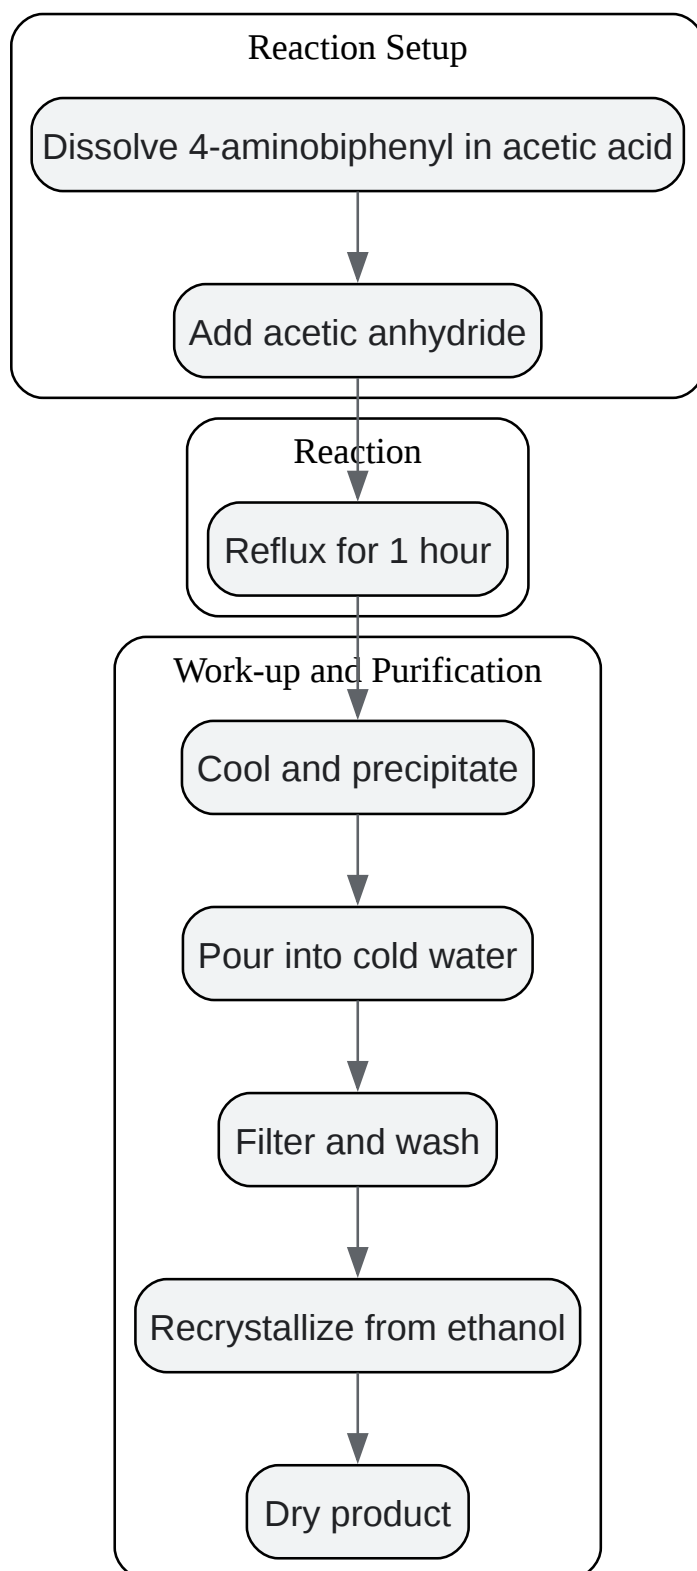 Reaction Setup
Dissolve 4-aminobiphenyl in acetic acid
Add acetic anhydride
Reaction
Reflux for 1 hour
Work-up and Purification
Cool and precipitate
Pour into cold water
Filter and wash
Recrystallize from ethanol
Dry product